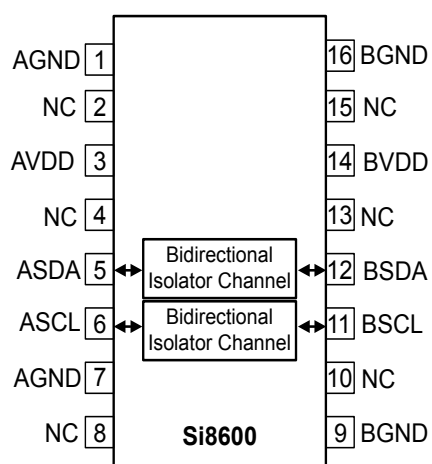 AGND 1
16 BGND
NC 2
15 NC
AVDD 3
14 BVDD
NC 4
13 NC
ASDA 5
Bidirectional
Isolator Channel
12 BSDA
ASCL 6
Bidirectional
Isolator Channel
11 BSCL
AGND 7
10 NC
NC 8
Si8600
9 BGND